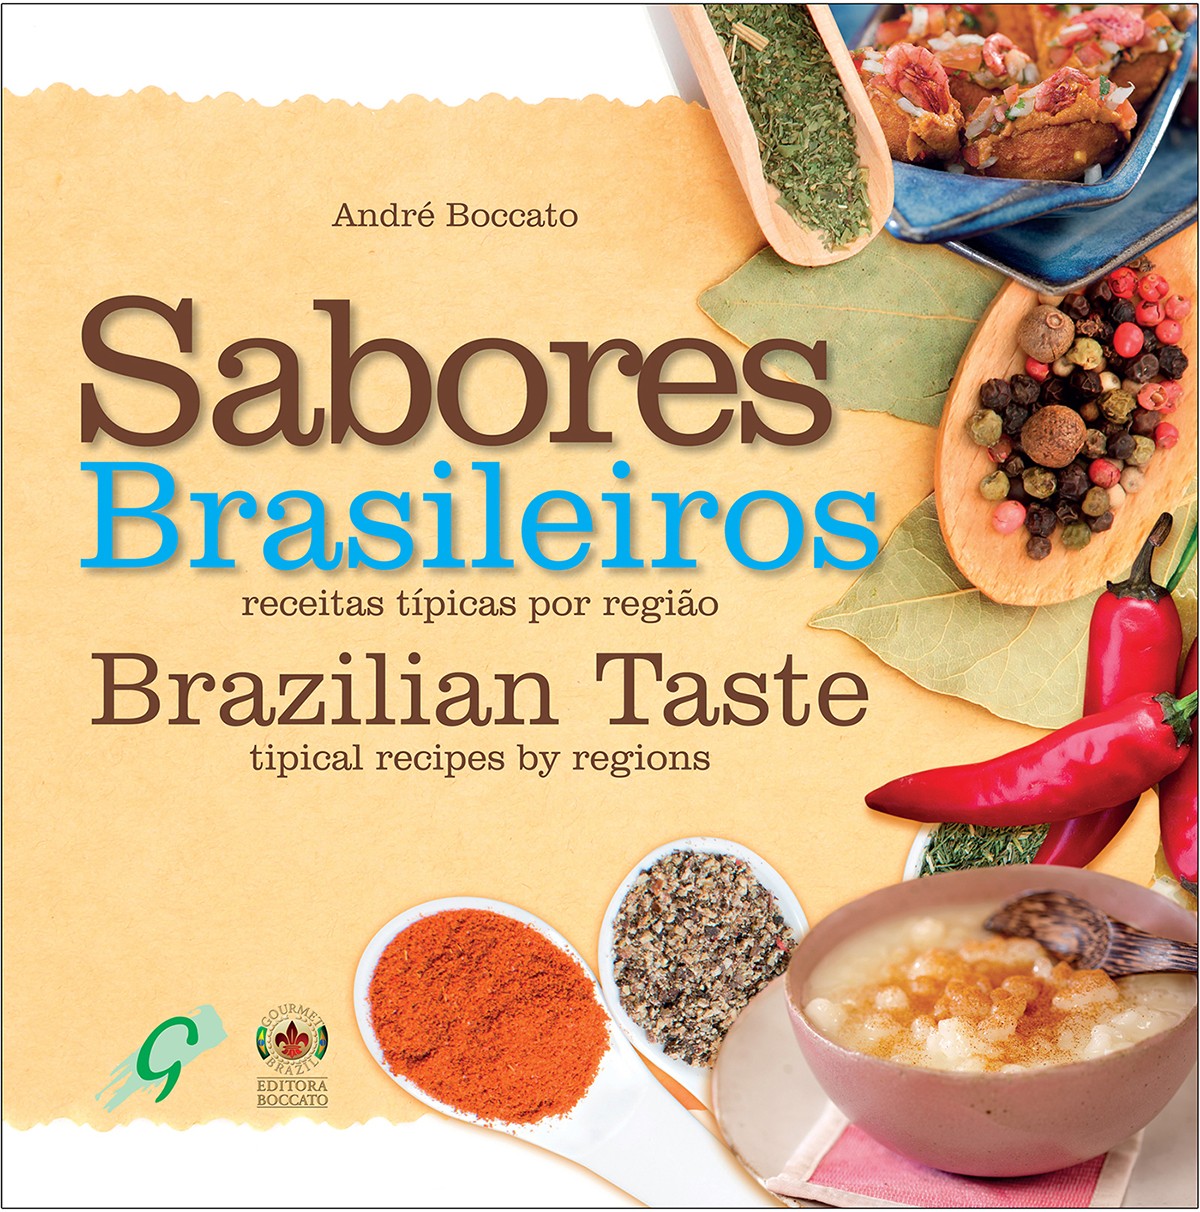 André Boccato
Sabores
Brasileiros
receitas típicas por região
Brazilian Taste
tipical recipes by regions
G
GOURMET
BRAZIL
EDITORA
BOCCATO